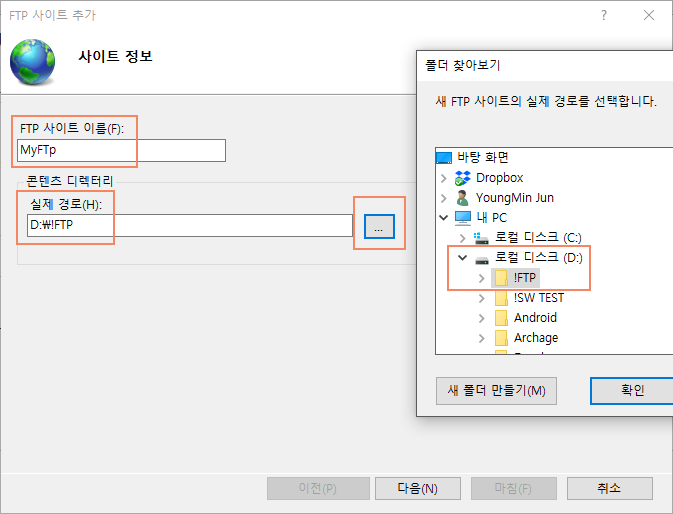 FTP 사이트 추가
사이트 정보
FTP 사이트 이름(F):
MyFTp
콘텐츠 디렉터리
실제 경로(H):
D:₩!FTP
...
이전(P)
다음(N)
마침(F)
취소
폴더 찾아보기
새 FTP 사이트의 실제 경로를 선택합니다.
바탕 화면
Dropbox
YoungMin Jun
내 PC
로컬 디스크 (C:)
로컬 디스크 (D:)
!FTP
!SW TEST
Android
Archage
새 폴더 만들기(M)
확인